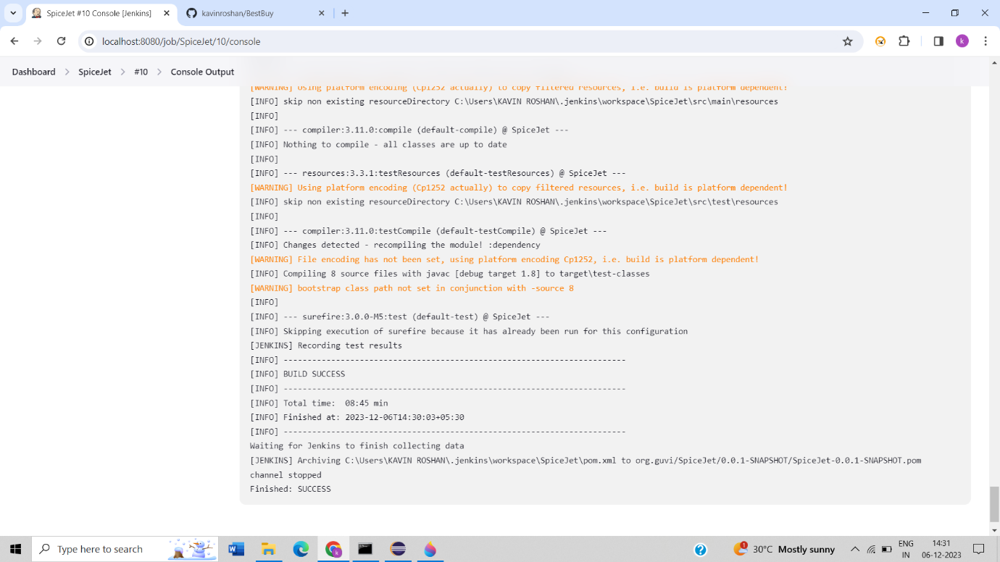 SpiceJet #10 Console [Jenkins]
kavinroshan/BestBuy
localhost:8080/job/SpiceJet/10/console
k
Dashboard > SpiceJet > #10 > Console Output
[WARNING] Using platform encoding (Cp1252 actually) to copy filtered resources, i.e. build is platform dependent!
[INFO] skip non existing resourceDirectory C:\Users\KAVIN ROSHAN\.jenkins\workspace\SpiceJet\src\main\resources
[INFO]
[INFO] --- compiler:3.11.0:compile (default-compile) @ SpiceJet ---
[INFO] Nothing to compile - all classes are up to date
[INFO]
[INFO] --- resources:3.3.1:testResources (default-testResources) @ SpiceJet ---
[WARNING] Using platform encoding (Cp1252 actually) to copy filtered resources, i.e. build is platform dependent!
[INFO] skip non existing resourceDirectory C:\Users\KAVIN ROSHAN\.jenkins\workspace\SpiceJet\src\test\resources
[INFO]
[INFO] --- compiler:3.11.0:testCompile (default-testCompile) @ SpiceJet ---
[INFO] Changes detected - recompiling the module! :dependency
[WARNING] File encoding has not been set, using platform encoding Cp1252, i.e. build is platform dependent!
[INFO] Compiling 8 source files with javac [debug target 1.8] to target\test-classes
[WARNING] bootstrap class path not set in conjunction with -source 8
[INFO]
[INFO] --- surefire:3.0.0-M5:test (default-test) @ SpiceJet ---
[INFO] Skipping execution of surefire because it has already been run for this configuration
[JENKINS] Recording test results
[INFO] ------------------------------------------------------------------------
[INFO] BUILD SUCCESS
[INFO] ------------------------------------------------------------------------
[INFO] Total time:  08:45 min
[INFO] Finished at: 2023-12-06T14:30:03+05:30
[INFO] ------------------------------------------------------------------------
Waiting for Jenkins to finish collecting data
[JENKINS] Archiving C:\Users\KAVIN ROSHAN\.jenkins\workspace\SpiceJet\pom.xml to org.guvi/SpiceJet/0.0.1-SNAPSHOT/SpiceJet-0.0.1-SNAPSHOT.pom
channel stopped
Finished: SUCCESS
Type here to search
1
30°C Mostly sunny
ENG
IN
14:31
06-12-2023